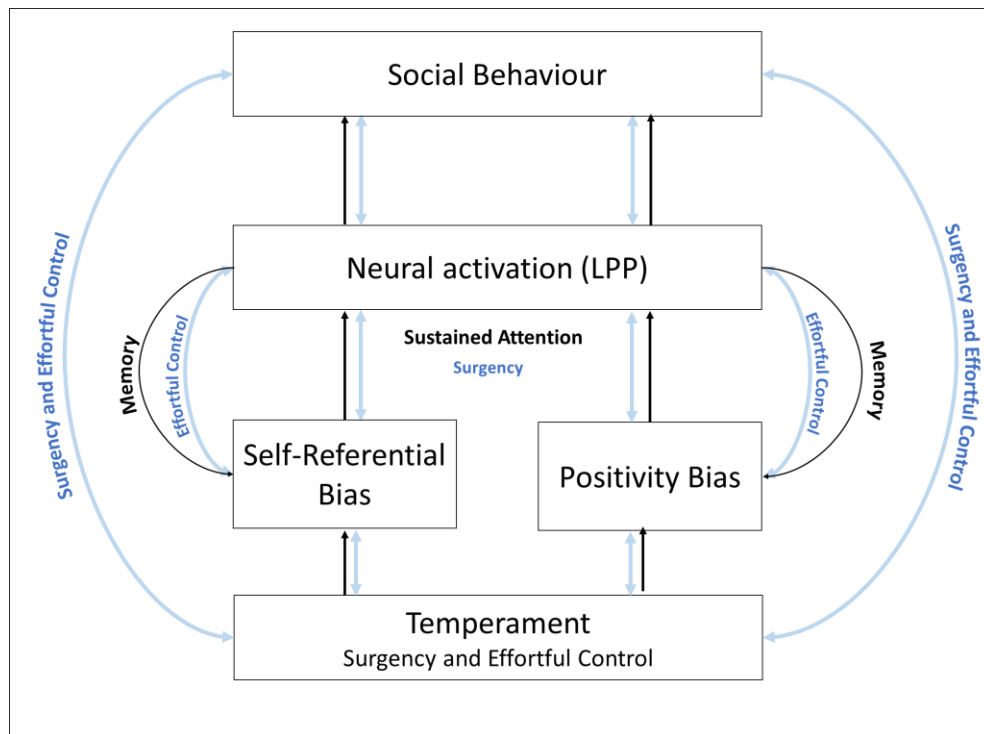 Social Behaviour
Surgency and Effortful Control
Surgency and Effortful Control
Neural activation (LPP)
Memory
Effortful Control
Sustained Attention
Surgency
Effortful Control
Memory
Self-Referential
Bias
Positivity Bias
Temperament
Surgency and Effortful Control